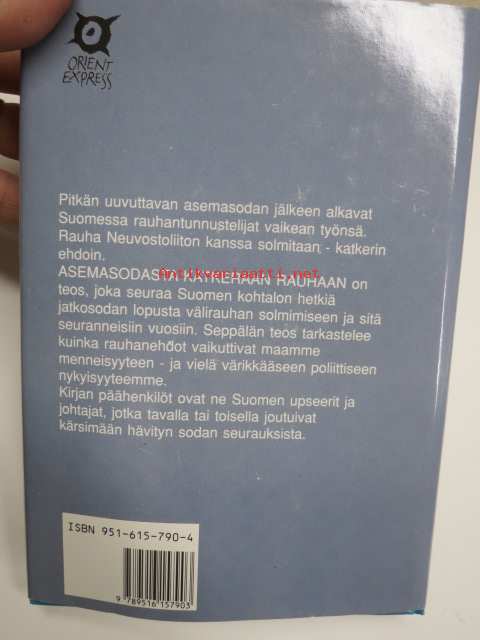 ORIENT
EXPRESS
Pitkän uuvuttavan asemasodan jälkeen alkavat
Suomessa rauhantunnustelijat vaikean työnsä.
Rauha Neuvostoliiton kanssa solmitaan - katkerin
ehdoin.
ASEMASODASTA KATKERAAN RAUHAAN on
antikvariaatti.net
teos, joka seuraa Suomen kohtalon hetkiä
jatkosodan lopusta välirauhan solmimiseen ja sitä
seuranneisiin vuosiin. Seppälän teos tarkastelee
kuinka rauhanehdot vaikuttivat maamme
menneisyyteen - ja vielä värikkääseen poliittiseen
nykyisyyteemme.
Kirjan päähenkilöt ovat ne Suomen upseerit ja
johtajat, jotka tavalla tai toisella joutuivat
kärsimään hävityn sodan seurauksista.
ISBN 951-615-790-4
9 789516 157903